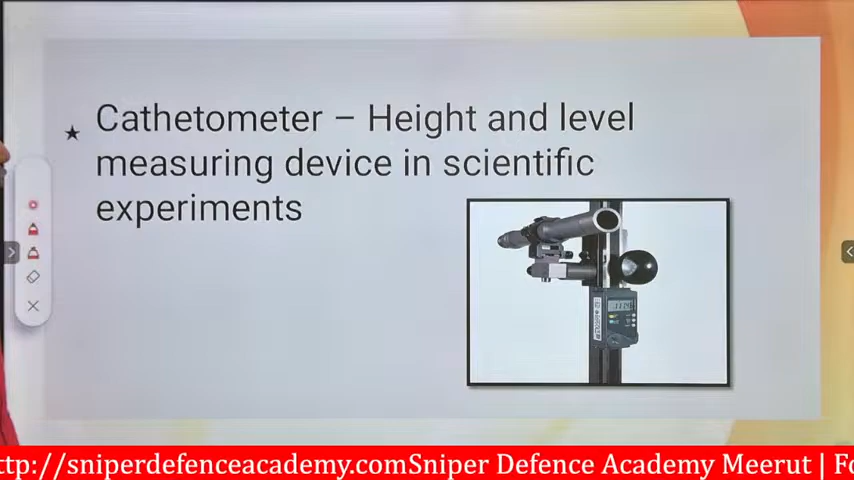 Cathetometer – Height and level
measuring device in scientific
experiments
ttp://sniperdefenceacademy.comSniper Defence Academy Meerut | Fo